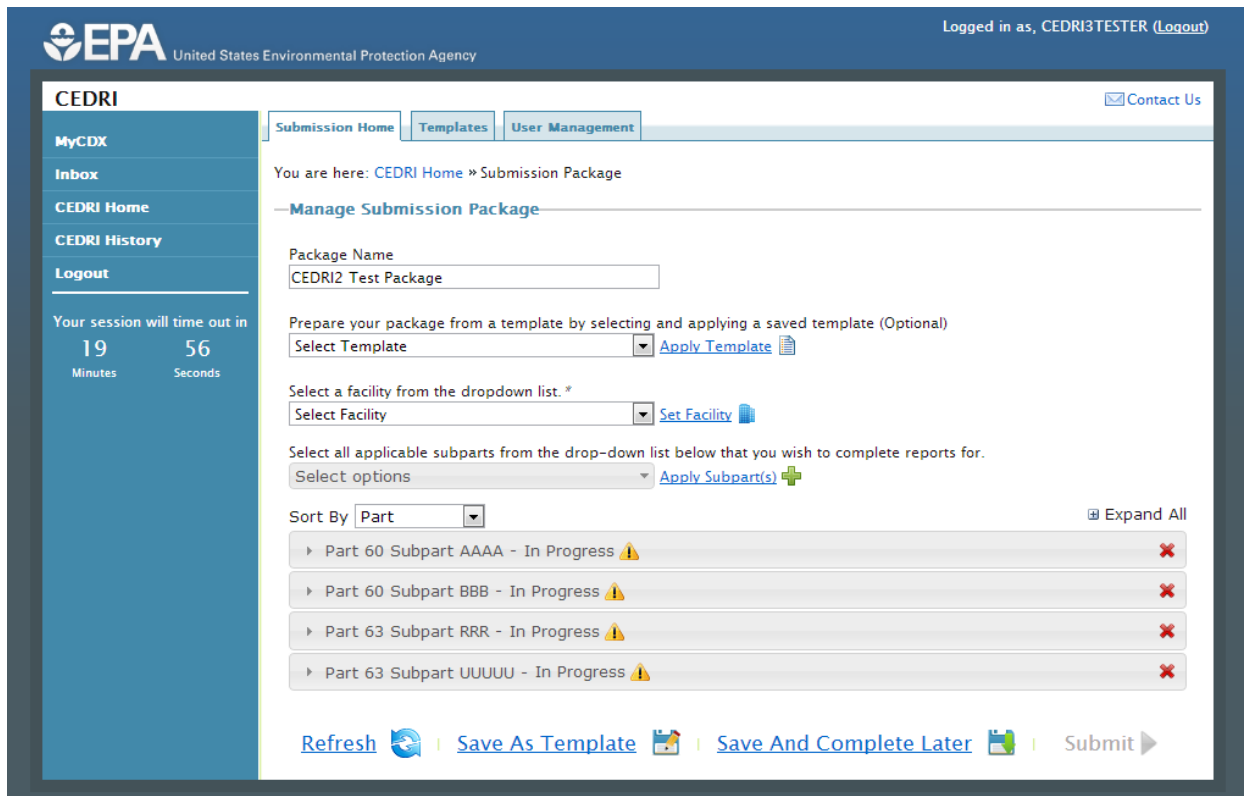 Logged in as, CEDRI3TESTER (Logout)
EPA United States Environmental Protection Agency
CEDRI
Contact Us
MyCDX
Inbox
CEDRI Home
CEDRI History
Logout
Your session will time out in
19 56
Minutes Seconds
Submission Home Templates User Management
You are here: CEDRI Home » Submission Package
Manage Submission Package
Package Name
CEDRI2 Test Package
Prepare your package from a template by selecting and applying a saved template (Optional)
Select Template Apply Template
Select a facility from the dropdown list. *
Select Facility Set Facility
Select all applicable subparts from the drop-down list below that you wish to complete reports for.
Select options Apply Subpart(s)
Sort By Part Expand All
Part 60 Subpart AAAA - In Progress
Part 60 Subpart BBB - In Progress
Part 63 Subpart RRR - In Progress
Part 63 Subpart UUUUU - In Progress
Refresh Save As Template Save And Complete Later Submit